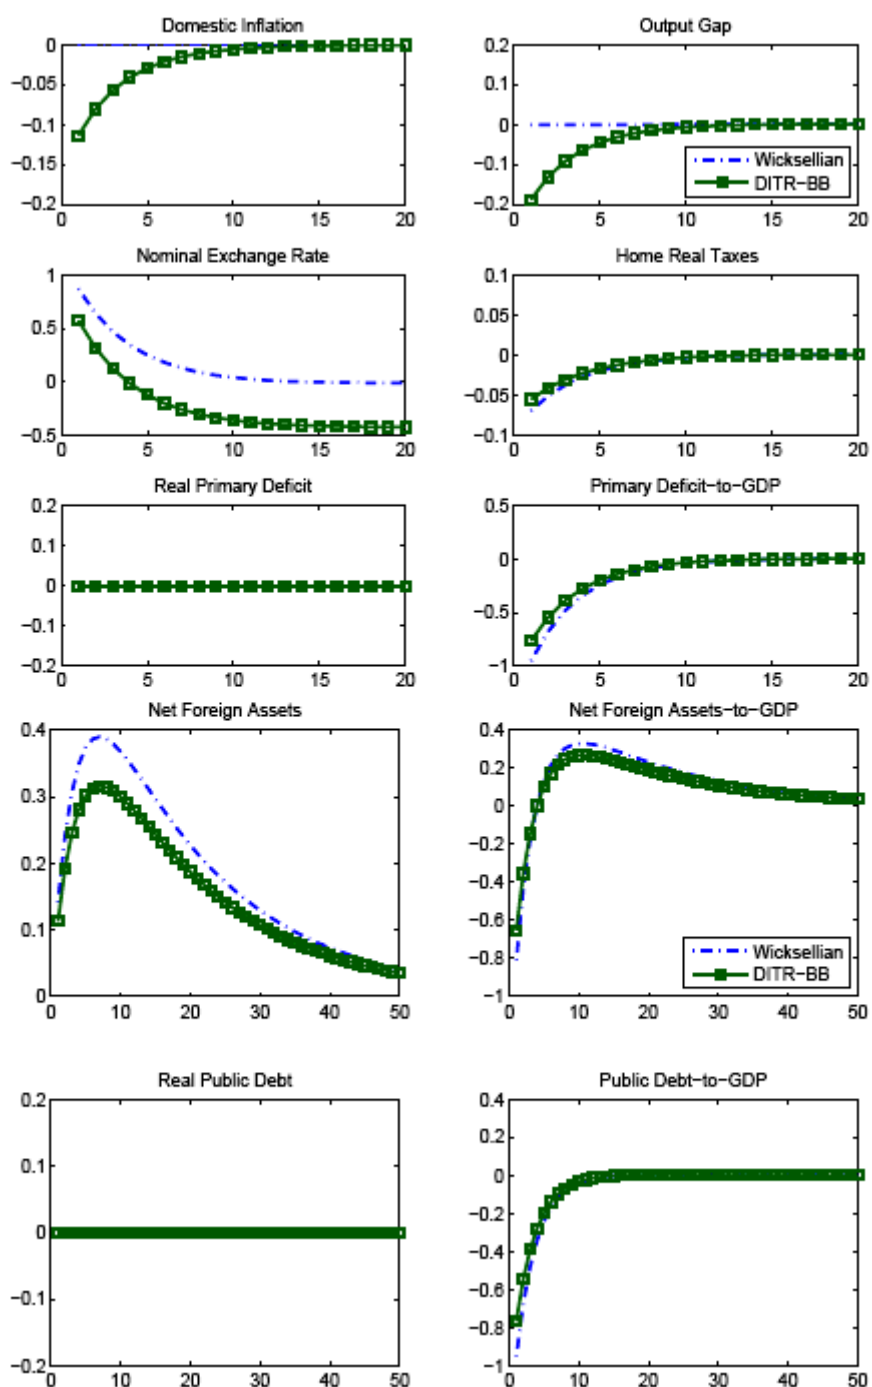 Domestic Inflation
0
−0.05
−0.1
−0.15
−0.2
0 5 10 15 20
Output Gap
0.2
0.1
0
−0.1
−0.2
Wicksellian
DITR−BB
0 5 10 15 20
Nominal Exchange Rate
1
0.5
0
−0.5
0 5 10 15 20
Home Real Taxes
0.1
0.05
0
−0.05
−0.1
0 5 10 15 20
Real Primary Deficit
0.2
0.1
0
−0.1
−0.2
0 5 10 15 20
Primary Deficit−to−GDP
0.5
0
−0.5
−1
0 5 10 15 20
Net Foreign Assets
0.4
0.3
0.2
0.1
0
0 10 20 30 40 50
Net Foreign Assets−to−GDP
0.4
0.2
0
−0.2
−0.4
−0.6
−0.8
−1
Wicksellian
DITR−BB
0 10 20 30 40 50
Real Public Debt
0.2
0.1
0
−0.1
−0.2
0 10 20 30 40 50
Public Debt−to−GDP
0.4
0.2
0
−0.2
−0.4
−0.6
−0.8
−1
0 10 20 30 40 50